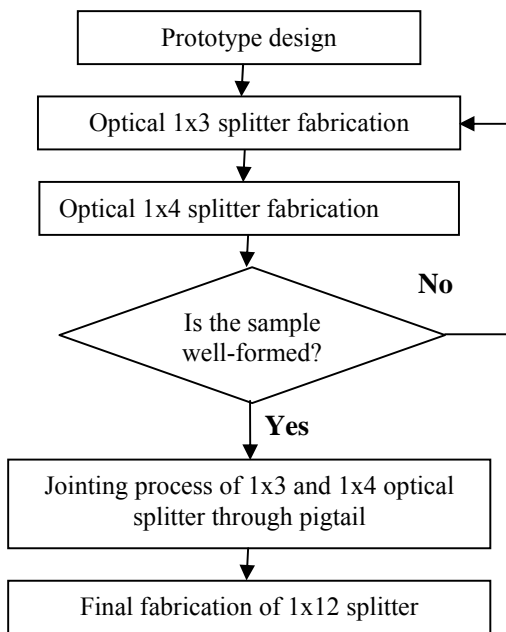 Prototype design
Optical 1x3 splitter fabrication
Optical 1x4 splitter fabrication
No
Is the sample
well-formed?
Yes
Jointing process of 1x3 and 1x4 optical
splitter through pigtail
Final fabrication of 1x12 splitter